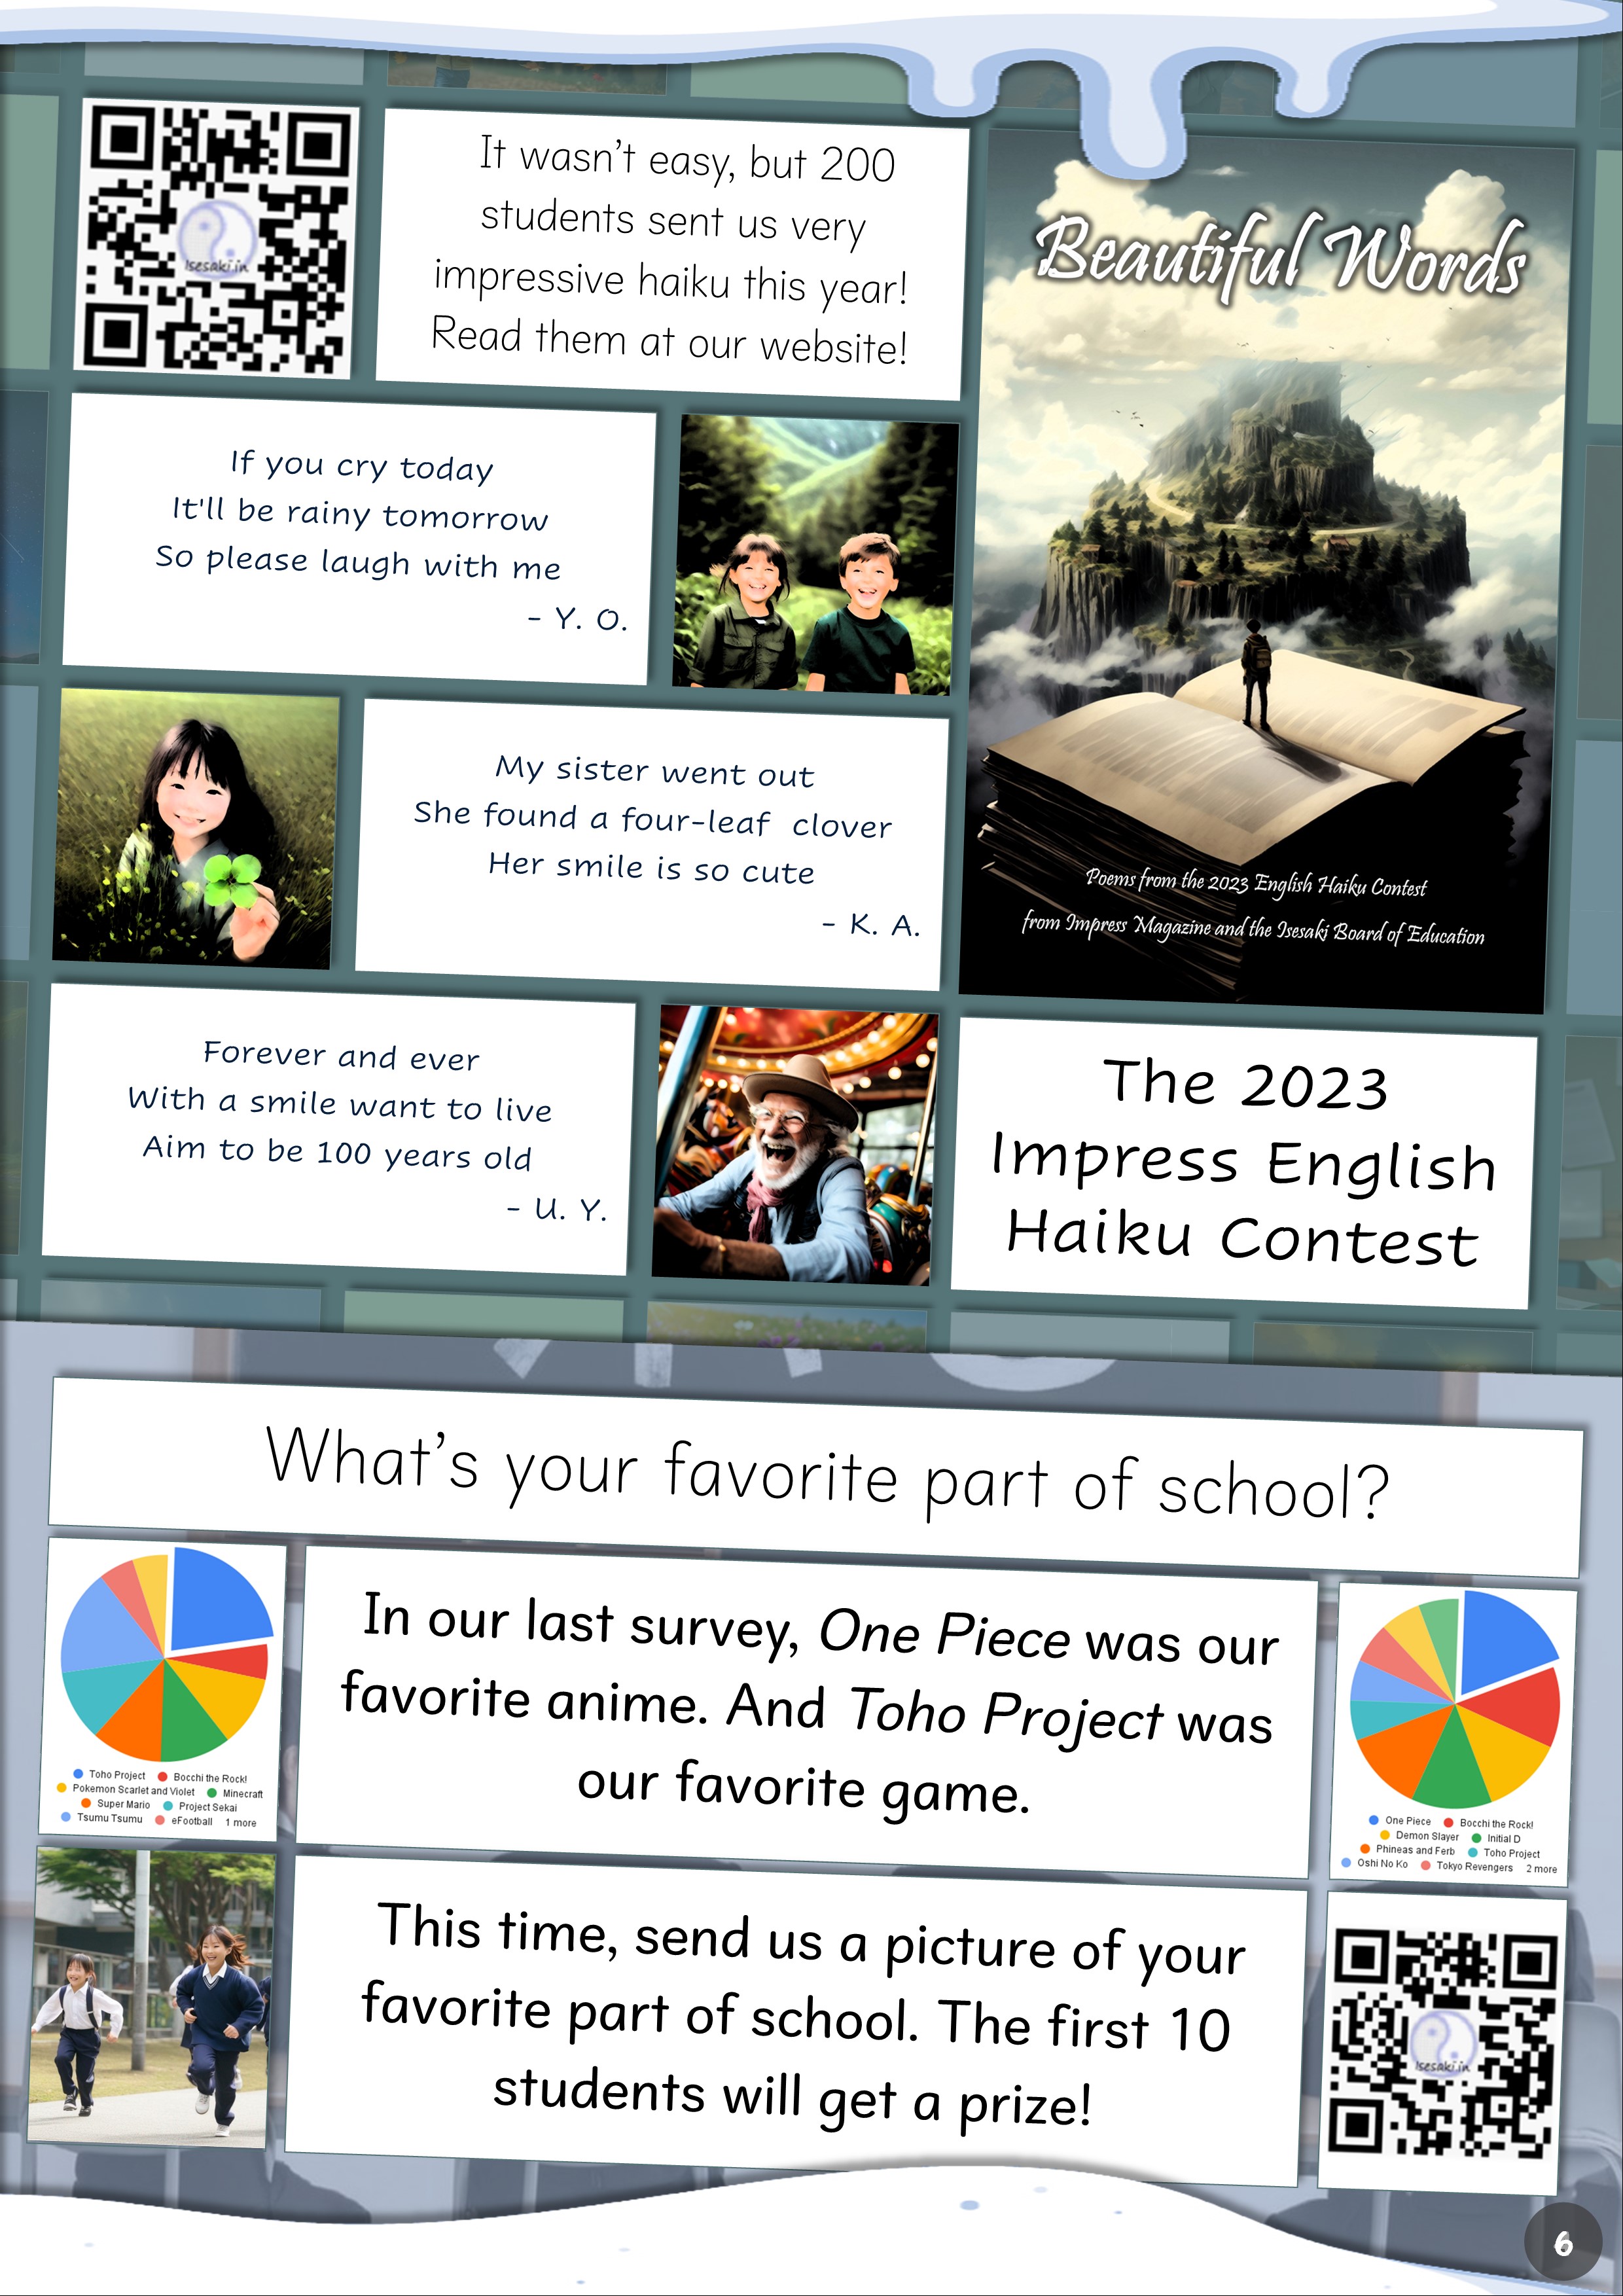 Isesaki.in
It wasn't easy, but 200
students sent us very
impressive haiku this year!
Read them at our website!
Beautiful Words
Poems from the 2023 English Haiku Contest
from Impress Magazine and the Isesaki Board of Education
If you cry today
It'll be rainy tomorrow
So please laugh with me
- Y. O.
My sister went out
She found a four-leaf  clover
Her smile is so cute
- K. A.
Forever and ever
With a smile want to live
Aim to be 100 years old
- U. Y.
The 2023
Impress English
Haiku Contest
What's your favorite part of school?
Toho Project Bocchi the Rock!
Pokemon Scarlet and Violet Minecraft
Super Mario Project Sekai
Tsumu Tsumu eFootball 1 more
In our last survey, One Piece was our
favorite anime. And Toho Project was
our favorite game.
One Piece Bocchi the Rock!
Demon Slayer Initial D
Phineas and Ferb Toho Project
Oshi No Ko Tokyo Revengers 2 more
This time, send us a picture of your
favorite part of school. The first 10
students will get a prize!
Isesaki.in
6